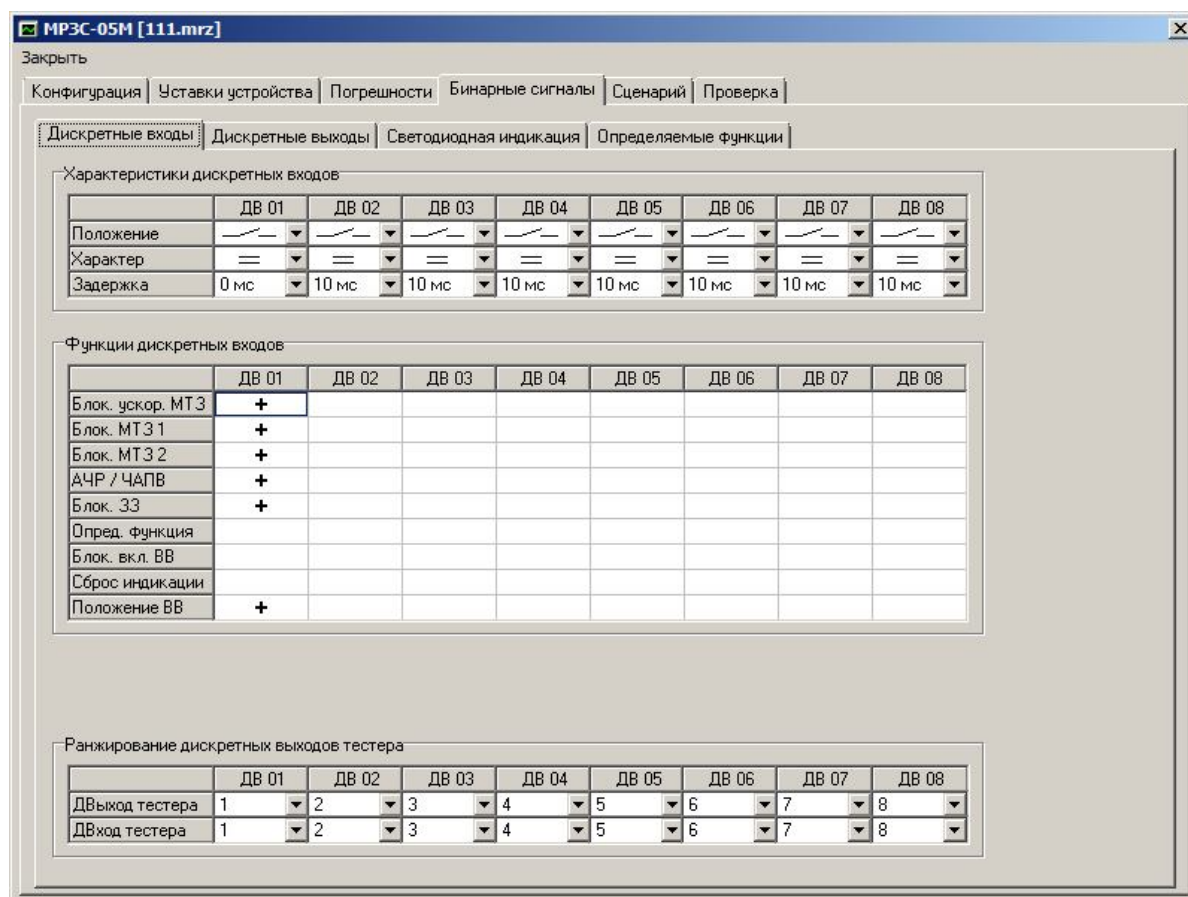 МРЗС-05М [111.mrz]
Закрыть
Конфигурация Уставки устройства Погрешности Бинарные сигналы Сценарий Проверка
Дискретные входы Дискретные выходы Светодиодная индикация Определяемые функции
Характеристики дискретных входов
ДВ 01 ДВ 02 ДВ 03 ДВ 04 ДВ 05 ДВ 06 ДВ 07 ДВ 08
Положение
Характер
Задержка 0 мс 10 мс 10 мс 10 мс 10 мс 10 мс 10 мс 10 мс
Функции дискретных входов
ДВ 01 ДВ 02 ДВ 03 ДВ 04 ДВ 05 ДВ 06 ДВ 07 ДВ 08
Блок. ускор. МТЗ +
Блок. МТЗ 1 +
Блок. МТЗ 2 +
АЧР / ЧАПВ +
Блок. ЗЗ +
Опред. функция
Блок. вкл. ВВ
Сброс индикации
Положение ВВ +
Ранжирование дискретных выходов тестера
ДВ 01 ДВ 02 ДВ 03 ДВ 04 ДВ 05 ДВ 06 ДВ 07 ДВ 08
ДВыход тестера 1 2 3 4 5 6 7 8
ДВход тестера 1 2 3 4 5 6 7 8